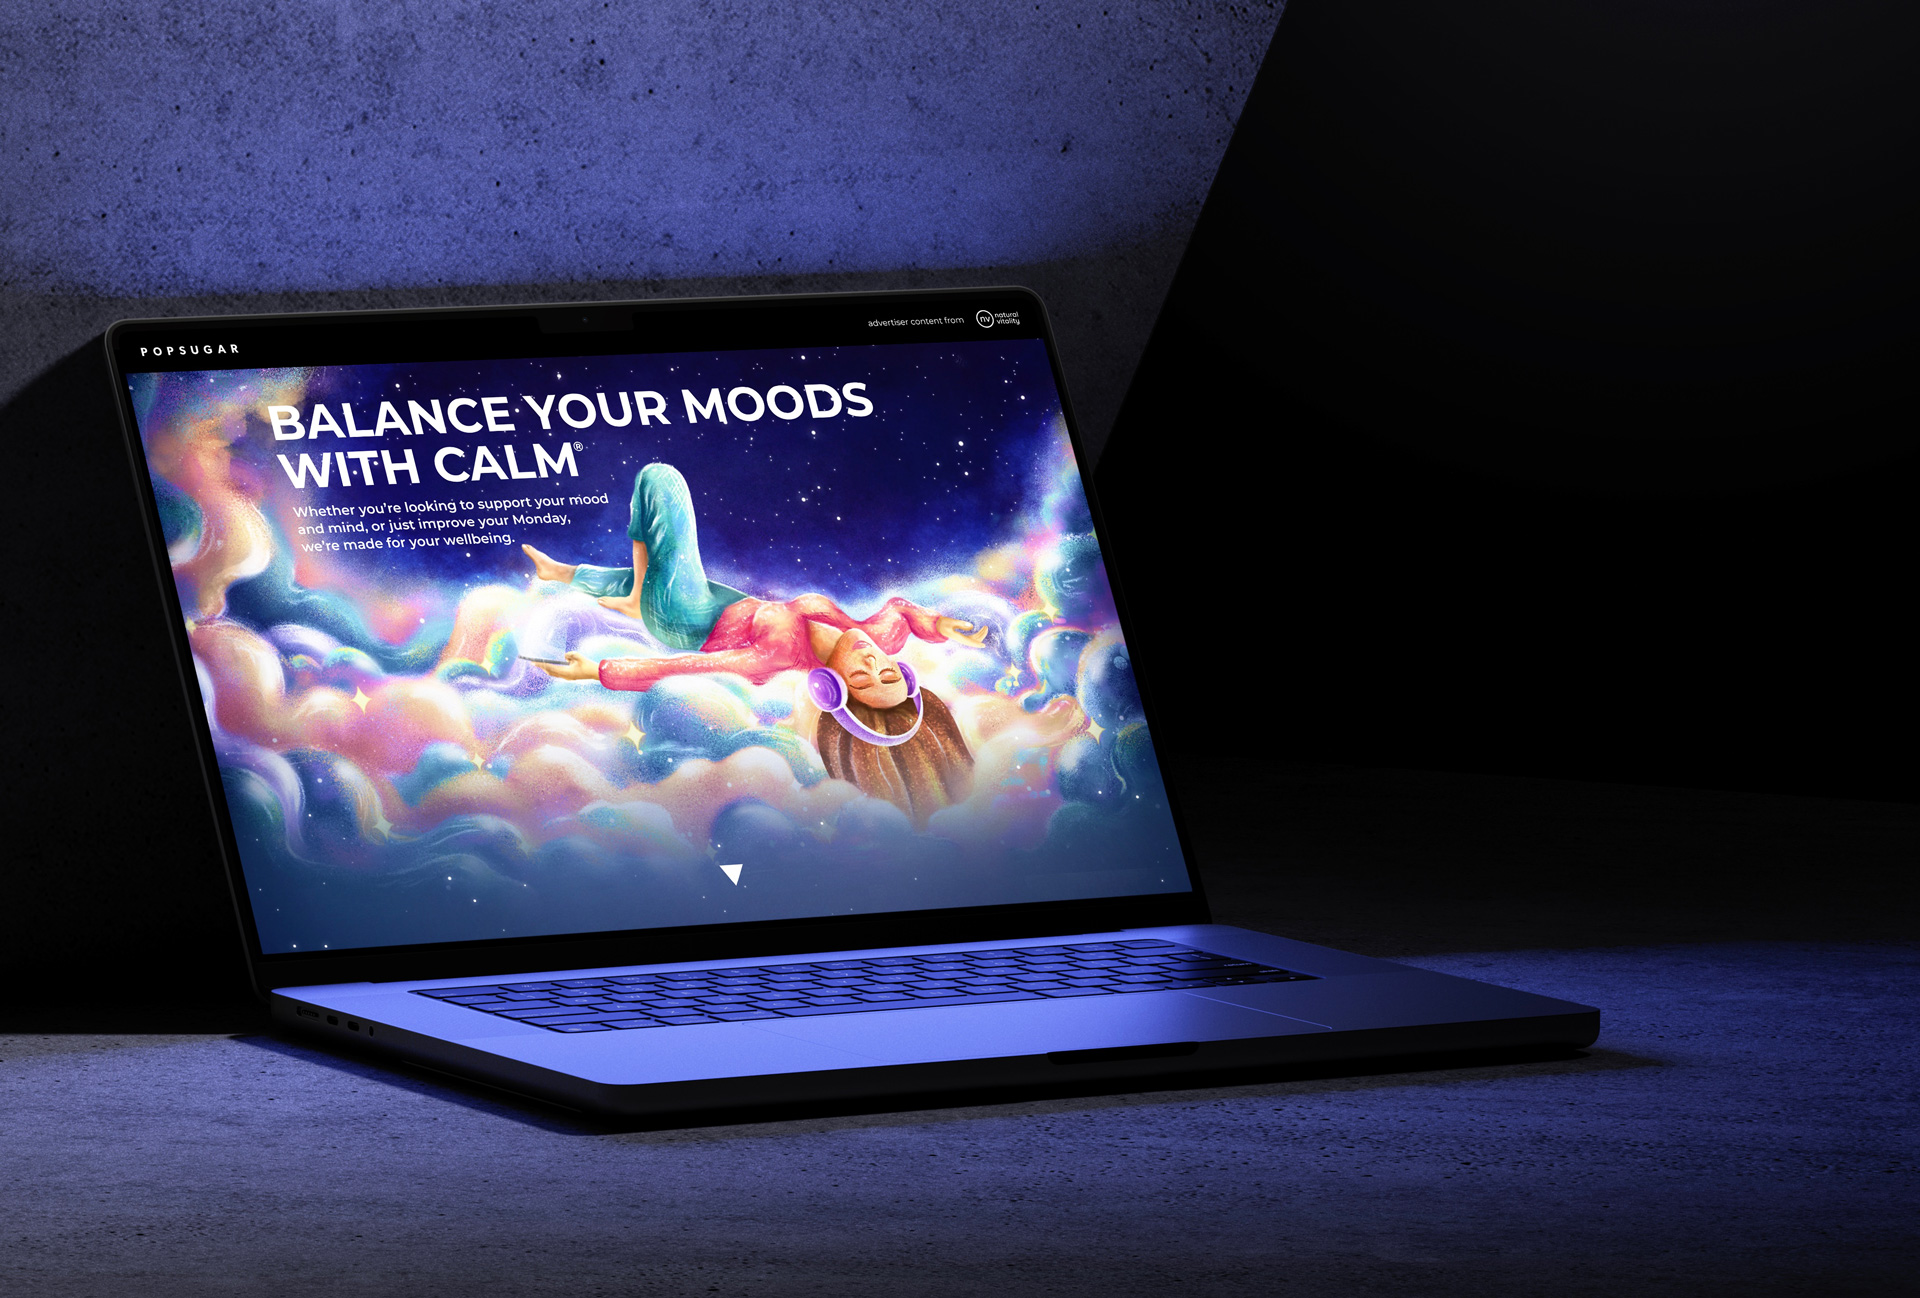 POPSUGAR
advertiser content from
nv natural
vitality
BALANCE YOUR MOODS
WITH CALM®
Whether you're looking to support your mood
and mind, or just improve your Monday,
we're made for your wellbeing.